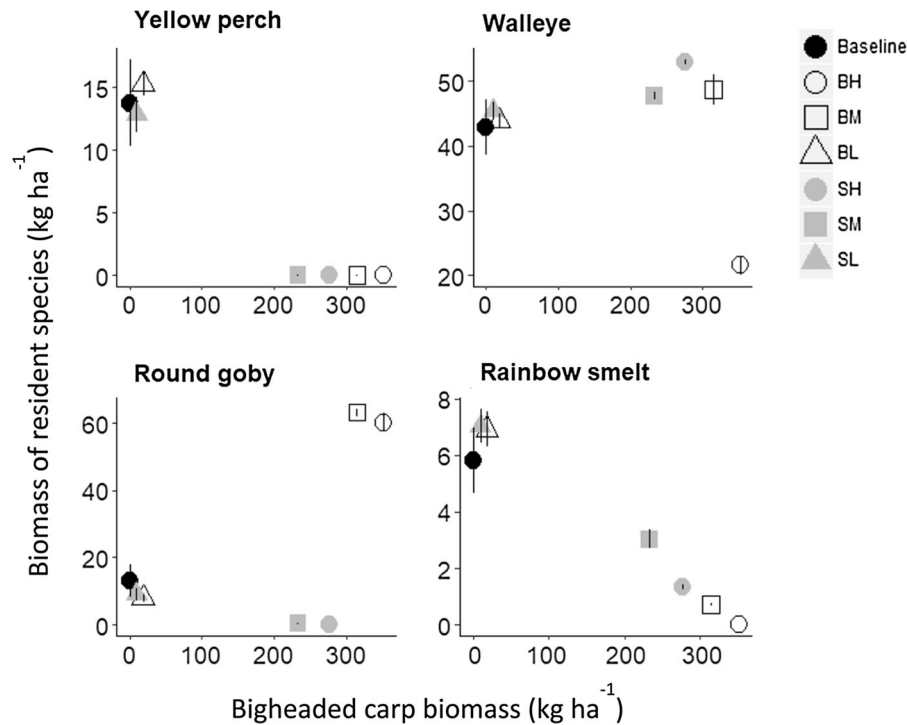 Yellow perch
Walleye
15
10
5
0
0 100 200 300
50
40
30
20
0 100 200 300
Baseline
BH
BM
BL
SH
SM
SL
Round goby
Rainbow smelt
60
40
20
0
0 100 200 300
8
6
4
2
0
0 100 200 300
Biomass of resident species (kg ha⁻¹)
Bigheaded carp biomass (kg ha⁻¹)